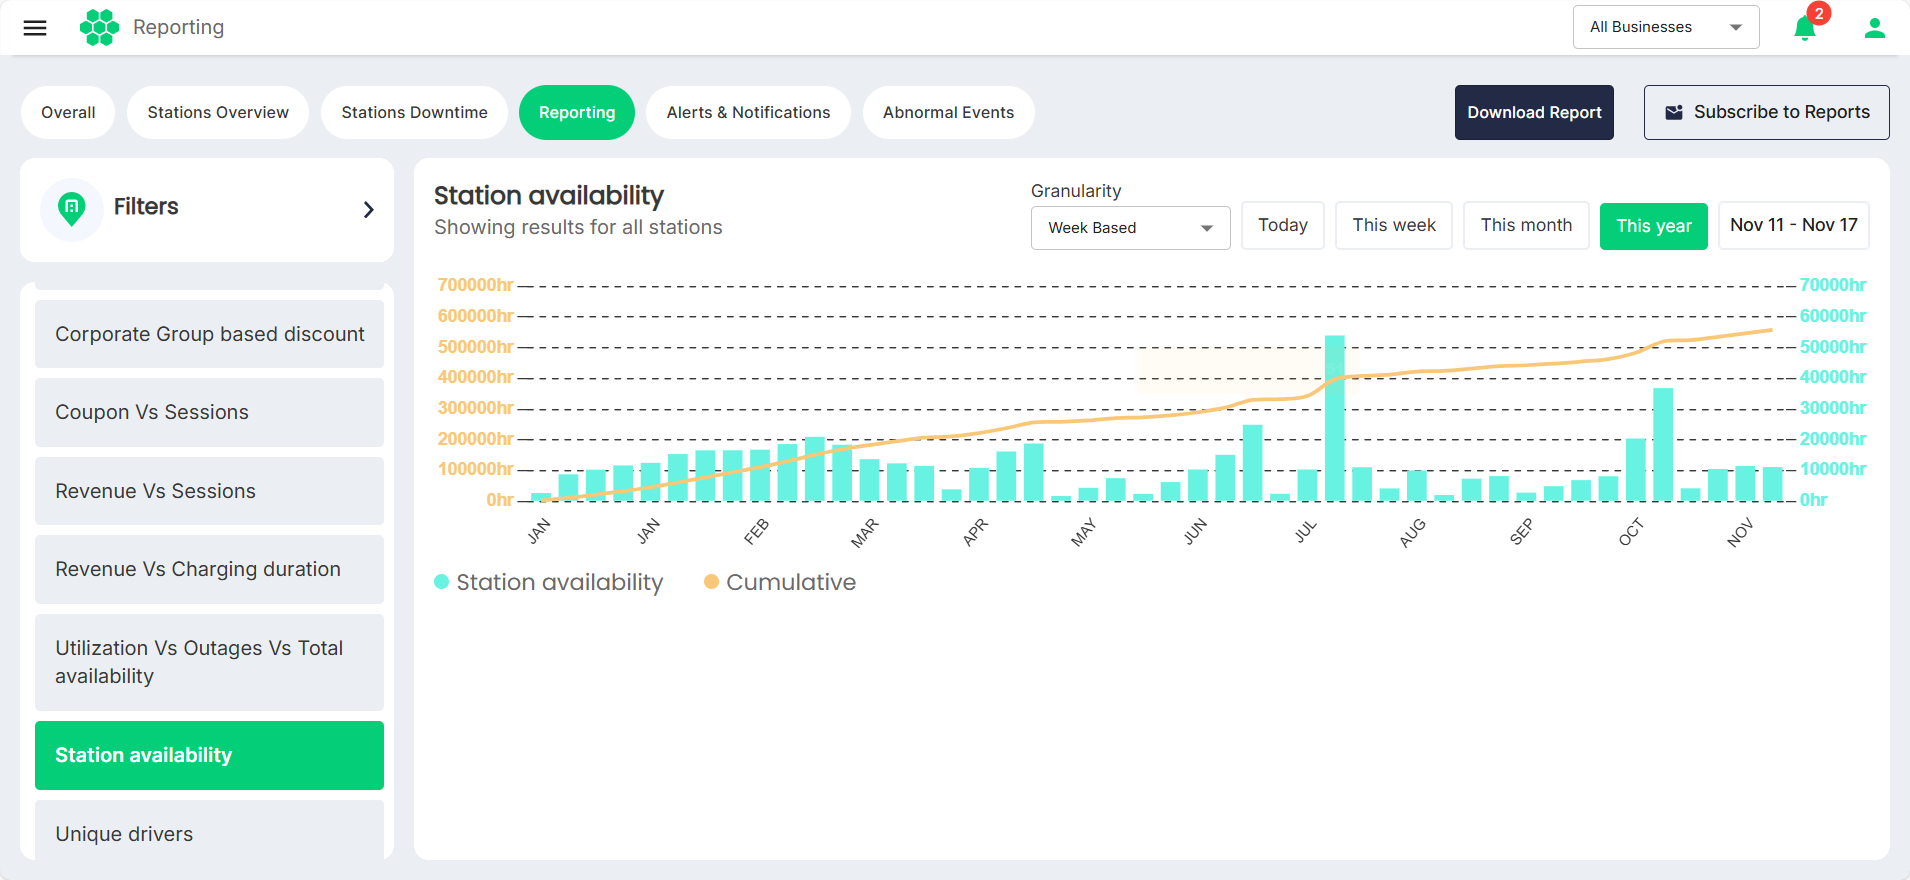 Reporting
All Businesses
2
Overall
Stations Overview
Stations Downtime
Reporting
Alerts & Notifications
Abnormal Events
Download Report
Subscribe to Reports
Filters
Corporate Group based discount
Coupon Vs Sessions
Revenue Vs Sessions
Revenue Vs Charging duration
Utilization Vs Outages Vs Total
availability
Station availability
Unique drivers
Station availability
Showing results for all stations
Granularity
Week Based
Today
This week
This month
This year
Nov 11 - Nov 17
700000hr
600000hr
500000hr
400000hr
300000hr
200000hr
100000hr
0hr
70000hr
60000hr
50000hr
40000hr
30000hr
20000hr
10000hr
0hr
JAN
JAN
FEB
MAR
APR
MAY
JUN
JUL
AUG
SEP
OCT
NOV
Station availability
Cumulative